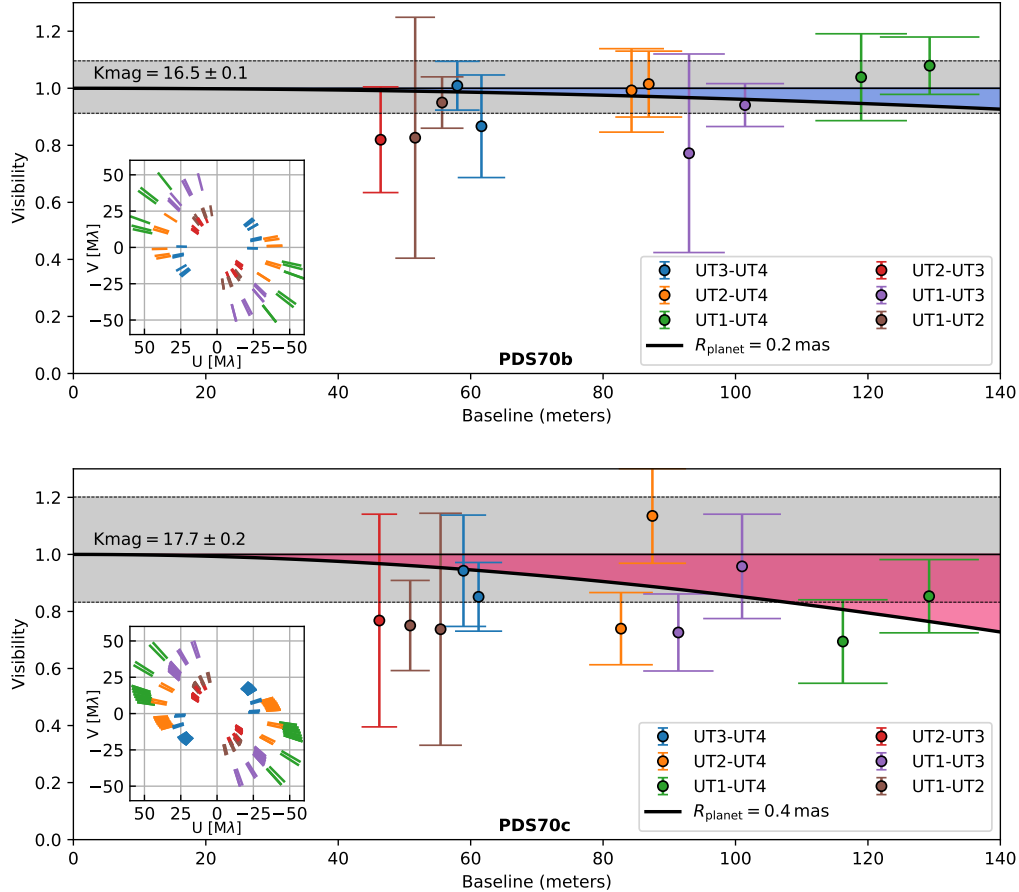 1.2
1.0
0.8
0.6
0.4
0.2
0.0
Visibility
Kmag = 16.5 ± 0.1
50
25
0
−25
−50
V [Mλ]
50 25 0 −25 −50
U [Mλ]
UT3-UT4
UT2-UT4
UT1-UT4
R_planet = 0.2 mas
UT2-UT3
UT1-UT3
UT1-UT2
PDS70b
0 20 40 60 80 100 120 140
Baseline (meters)
1.2
1.0
0.8
0.6
0.4
0.2
0.0
Visibility
Kmag = 17.7 ± 0.2
50
25
0
−25
−50
V [Mλ]
50 25 0 −25 −50
U [Mλ]
UT3-UT4
UT2-UT4
UT1-UT4
R_planet = 0.4 mas
UT2-UT3
UT1-UT3
UT1-UT2
PDS70c
0 20 40 60 80 100 120 140
Baseline (meters)